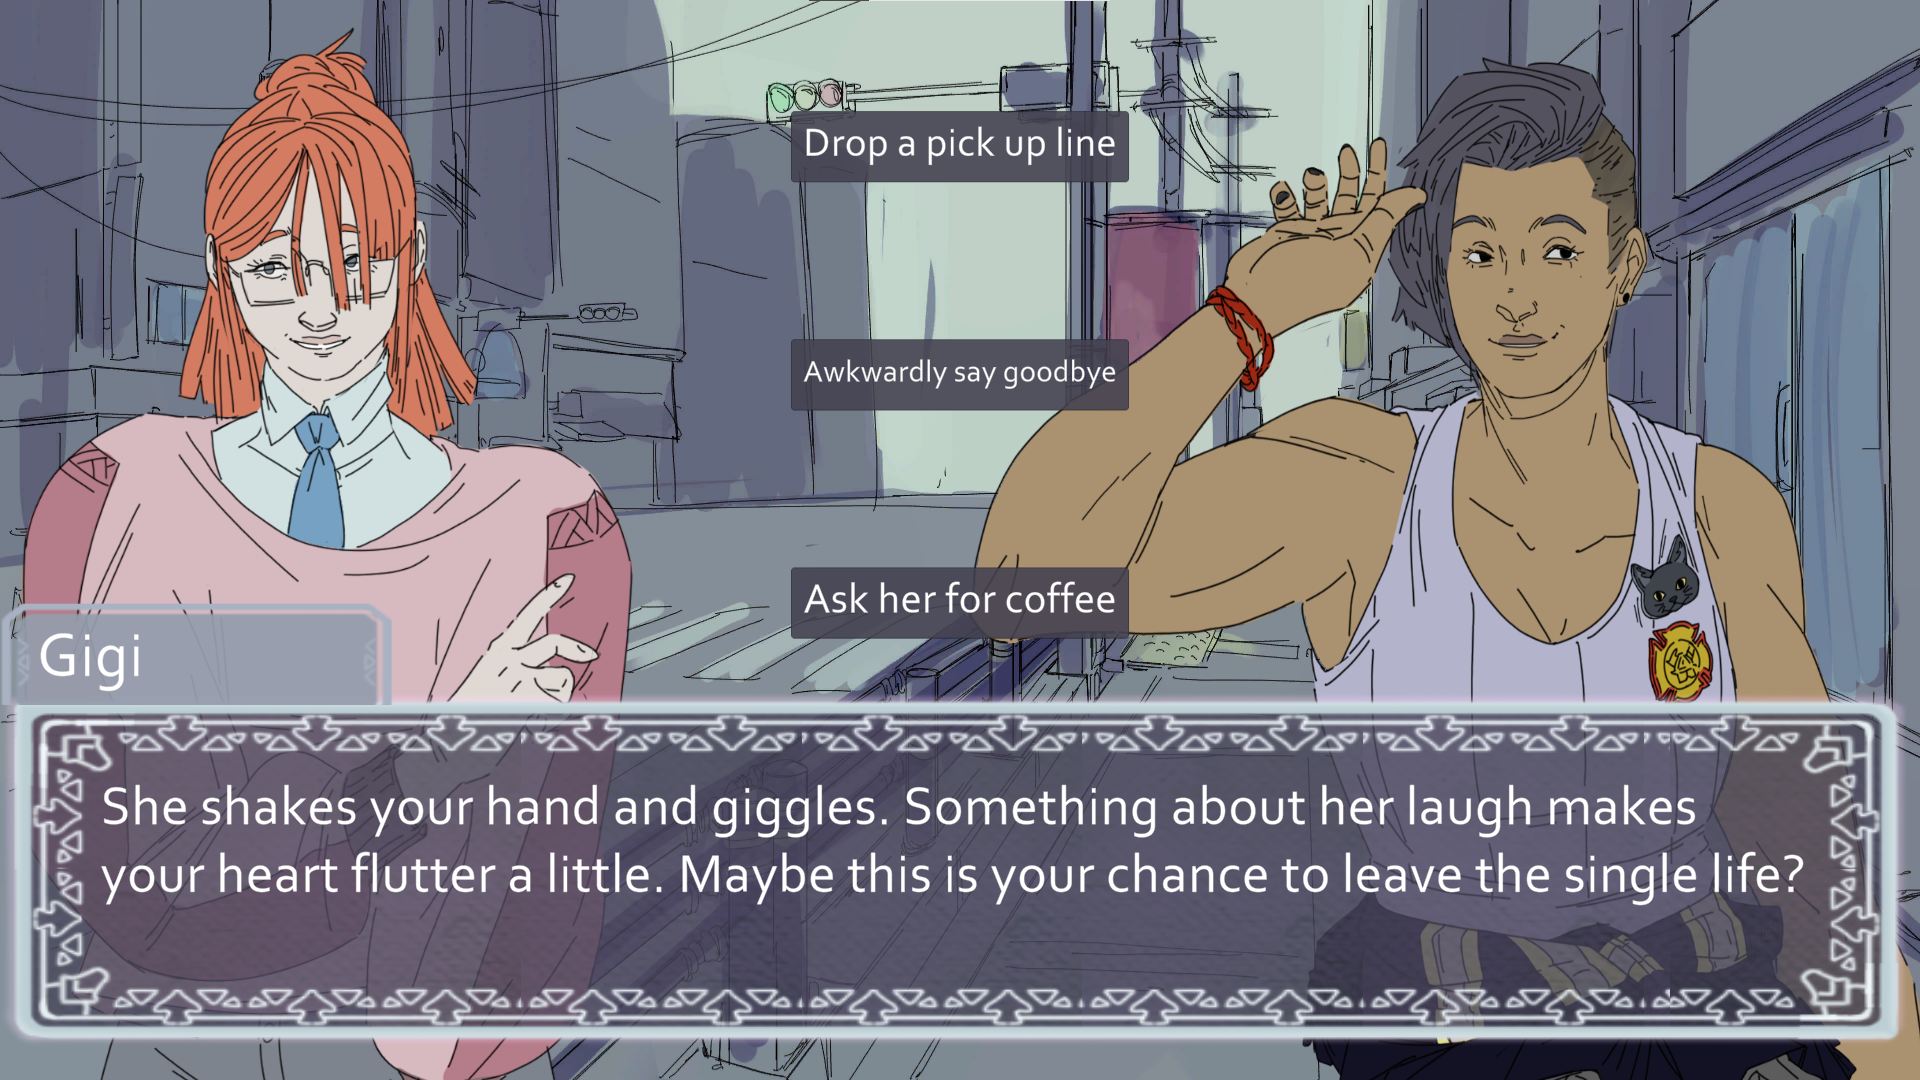 Drop a pick up line
Awkwardly say goodbye
Ask her for coffee
Gigi
She shakes your hand and giggles. Something about her laugh makes
your heart flutter a little. Maybe this is your chance to leave the single life?